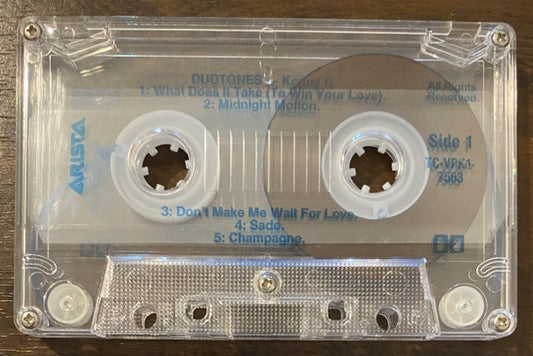 DUOTONES - Kenny G
1: What Does It Take (To Win Your Love).
2: Midnight Motion.
All Rights
Reserved
ARISTA
Side 1
TC-VPK1-
7563
3: Don't Make Me Wait For Love.
4: Sade.
5: Champagne.